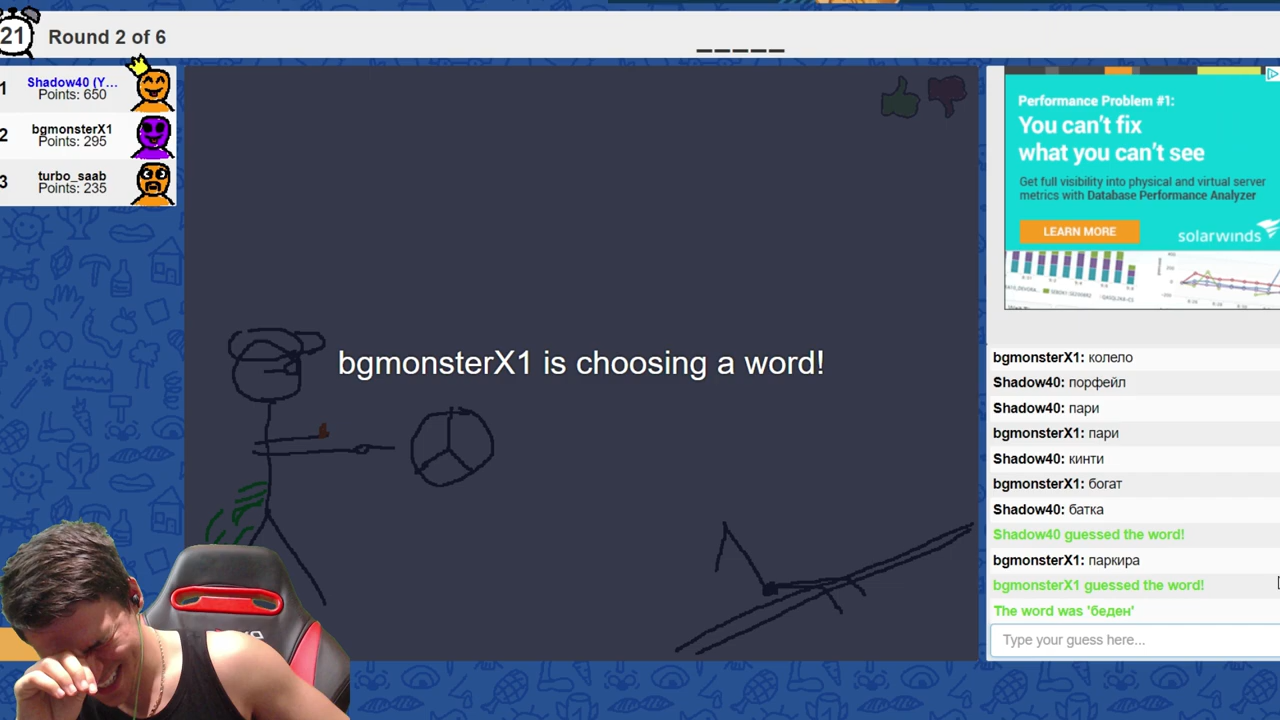 21
Round 2 of 6
_ _ _ _ _
1
Shadow40 (Y...
Points: 650
2
bgmonsterX1
Points: 295
3
turbo_saab
Points: 235
bgmonsterX1 is choosing a word!
Performance Problem #1:
You can't fix
what you can't see
Get full visibility into physical and virtual server
metrics with Database Performance Analyzer
LEARN MORE
solarwinds
bgmonsterX1: колело
Shadow40: порфейл
Shadow40: пари
bgmonsterX1: пари
Shadow40: кинти
bgmonsterX1: богат
Shadow40: батка
Shadow40 guessed the word!
bgmonsterX1: паркира
bgmonsterX1 guessed the word!
The word was 'беден'
Type your guess here...